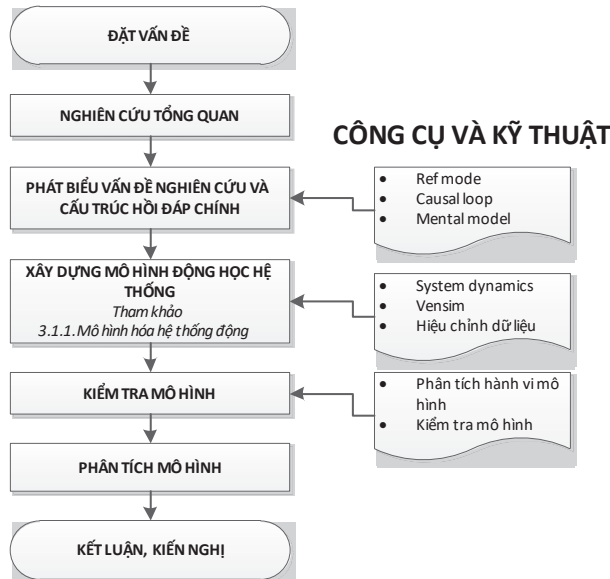 ĐẶT VẤN ĐỀ
NGHIÊN CỨU TỔNG QUAN
CÔNG CỤ VÀ KỸ THUẬT
PHÁT BIỂU VẤN ĐỀ NGHIÊN CỨU VÀ
CẤU TRÚC HỒI ĐÁP CHÍNH
• Ref mode
• Causal loop
• Mental model
XÂY DỰNG MÔ HÌNH ĐỘNG HỌC HỆ
THỐNG
Tham khảo
3.1.1.Mô hình hóa hệ thống động
• System dynamics
• Vensim
• Hiệu chỉnh dữ liệu
KIỂM TRA MÔ HÌNH
• Phân tích hành vi mô
hình
• Kiểm tra mô hình
PHÂN TÍCH MÔ HÌNH
KẾT LUẬN, KIẾN NGHỊ